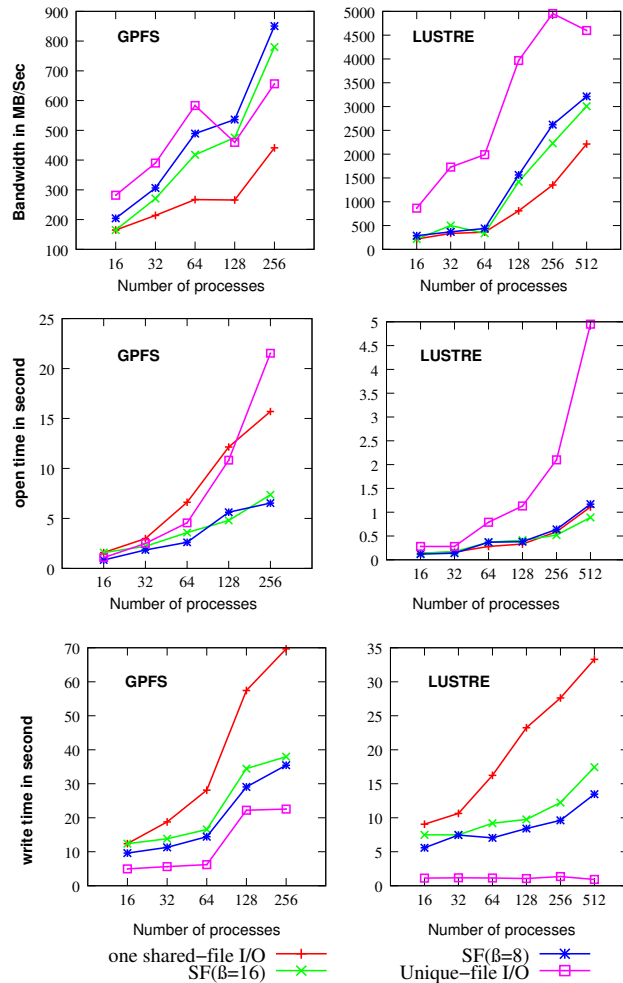 GPFS
Bandwidth in MB/Sec
900
800
700
600
500
400
300
200
100
16 32 64 128 256
Number of processes
LUSTRE
5000
4500
4000
3500
3000
2500
2000
1500
1000
500
0
16 32 64 128 256 512
Number of processes
GPFS
open time in second
25
20
15
10
5
0
16 32 64 128 256
Number of processes
LUSTRE
5
4.5
4
3.5
3
2.5
2
1.5
1
0.5
0
16 32 64 128 256 512
Number of processes
GPFS
write time in second
70
60
50
40
30
20
10
0
16 32 64 128 256
Number of processes
LUSTRE
35
30
25
20
15
10
5
0
16 32 64 128 256 512
Number of processes
one shared-file I/O
SF(ß=16)
SF(ß=8)
Unique-file I/O